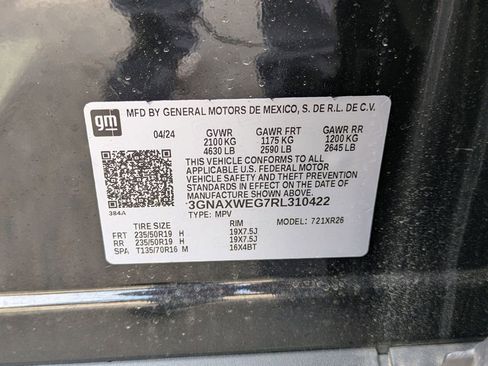 gm
MFD BY GENERAL MOTORS DE MEXICO, S. DE R.L. DE C.V.
04/24 GVWR GAWR FRT GAWR RR
2100 KG 1175 KG 1200 KG
4630 LB 2590 LB 2645 LB
THIS VEHICLE CONFORMS TO ALL
APPLICABLE U.S. FEDERAL MOTOR
VEHICLE SAFETY AND THEFT PREVENTION
STANDARDS IN EFFECT ON THE DATE
OF MANUFACTURE SHOWN ABOVE.
384A 3GNAXWEG7RL310422
TYPE: MPV MODEL: 721XR26
TIRE SIZE RIM
FRT 235/50R19 H 19X7.5J
RR 235/50R19 H 19X7.5J
SPA T135/70R16 M 16X4BT